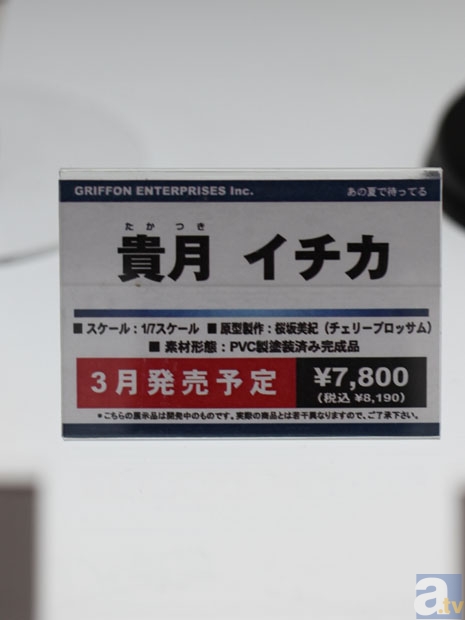 GRIFFON ENTERPRISES Inc. あの夏で待ってる
たか つき
貴月 イチカ
■ スケール：1/7スケール ■ 原型製作：桜坂美紀（チェリーブロッサム）
■ 素材形態：PVC製塗装済み完成品
3月発売予定 ¥7,800
（税込 ¥8,190）
＊こちらの展示品は開発中のものです。実際の商品とは若干異なりますので、ご了承下さい。
a.tv